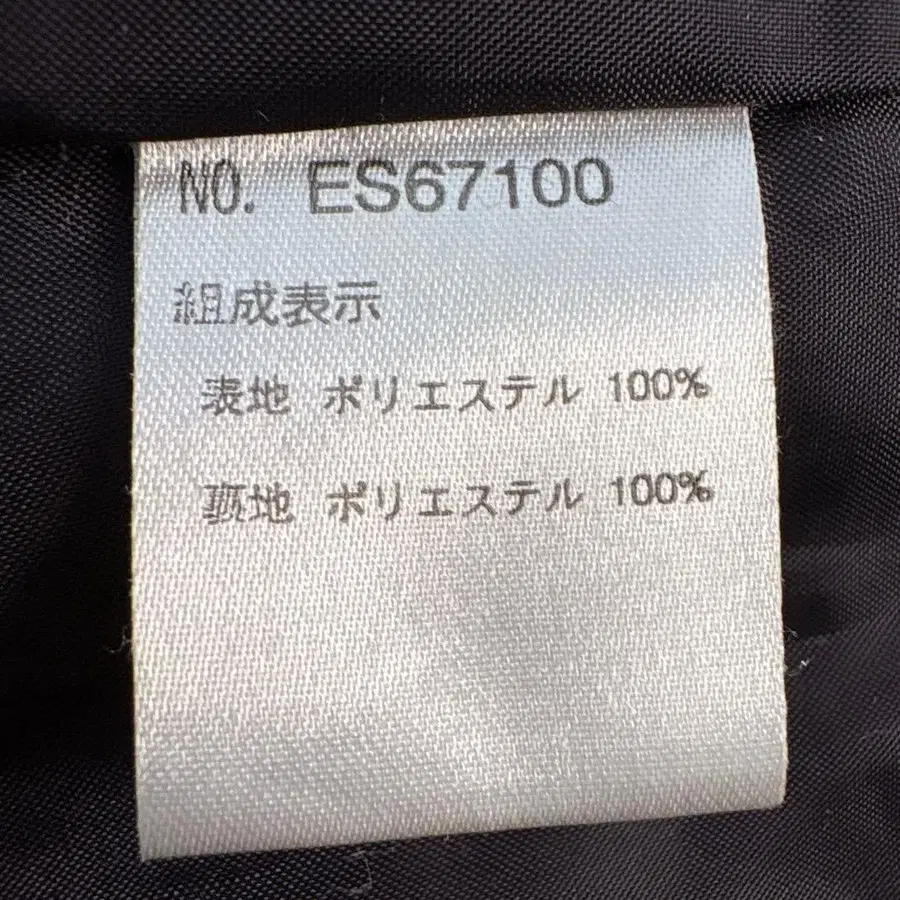 NO. ES67100
組成表示
表地 ポリエステル 100%
裏地 ポリエステル 100%